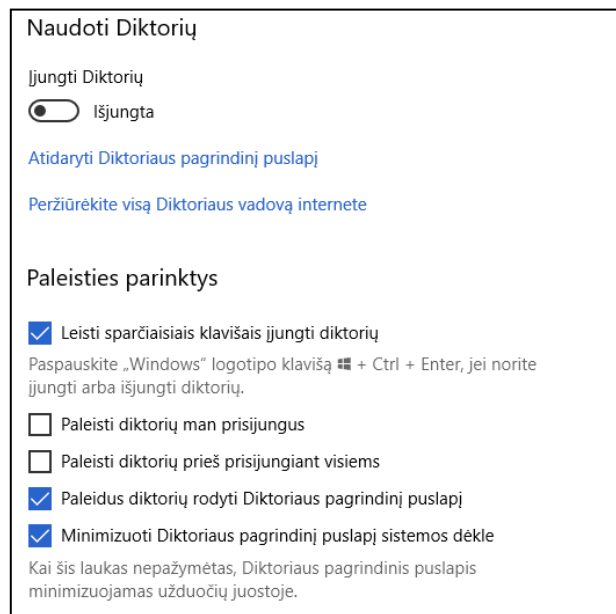 Naudoti Diktorių
Įjungti Diktorių
Išjungta
Atidaryti Diktoriaus pagrindinį puslapį
Peržiūrėkite visą Diktoriaus vadovą internete
Paleisties parinktys
Leisti sparčiaisiais klavišais įjungti diktorių
Paspauskite „Windows“ logotipo klavišą + Ctrl + Enter, jei norite
įjungti arba išjungti diktorių.
Paleisti diktorių man prisijungus
Paleisti diktorių prieš prisijungiant visiems
Paleidus diktorių rodyti Diktoriaus pagrindinį puslapį
Minimizuoti Diktoriaus pagrindinį puslapį sistemos dėkle
Kai šis laukas nepažymėtas, Diktoriaus pagrindinis puslapis
minimizuojamas užduočių juostoje.